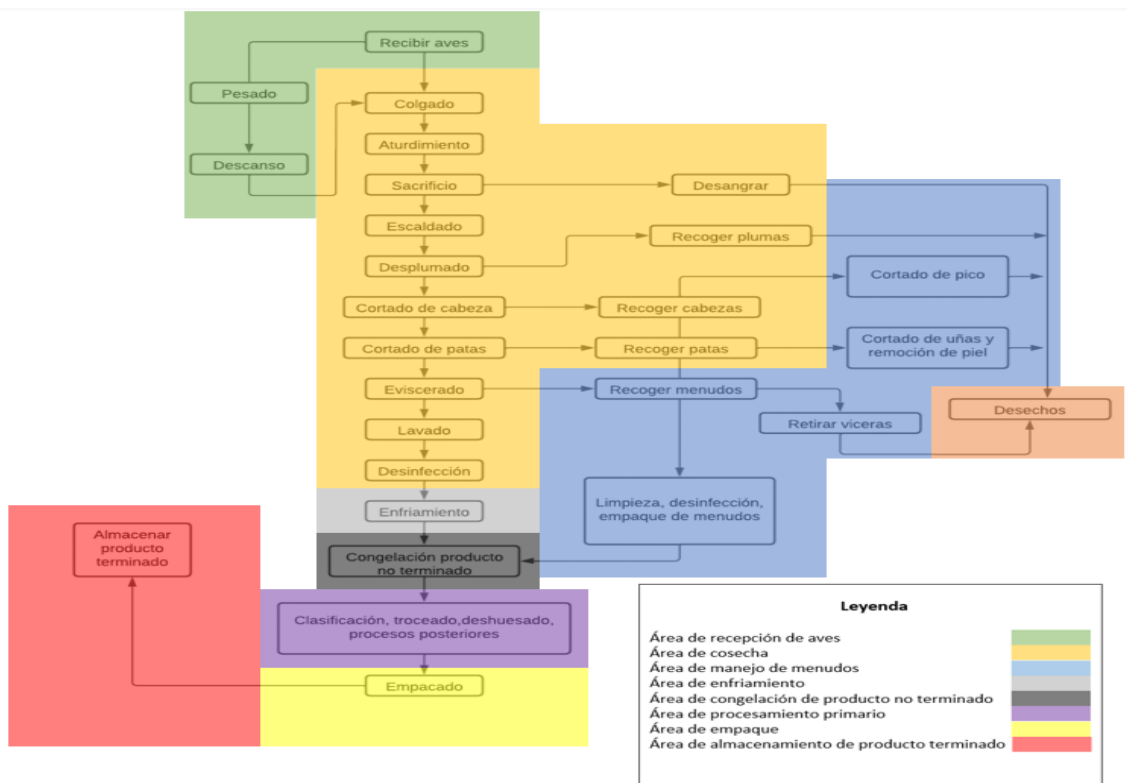 Recibir aves
Pesado
Colgado
Aturdimiento
Descanso
Sacrificio
Desangrar
Escaldado
Recoger plumas
Desplumado
Cortado de pico
Cortado de cabeza
Recoger cabezas
Cortado de patas
Recoger patas
Cortado de uñas y
remoción de piel
Eviscerado
Recoger menudos
Desechos
Retirar viceras
Lavado
Desinfección
Limpieza, desinfección,
empaque de menudos
Enfriamiento
Almacenar
producto
terminado
Congelación producto
no terminado
Clasificación, troceado,deshuesado,
procesos posteriores
Empacado
Leyenda
Área de recepción de aves
Área de cosecha
Área de manejo de menudos
Área de enfriamiento
Área de congelación de producto no terminado
Área de procesamiento primario
Área de empaque
Área de almacenamiento de producto terminado